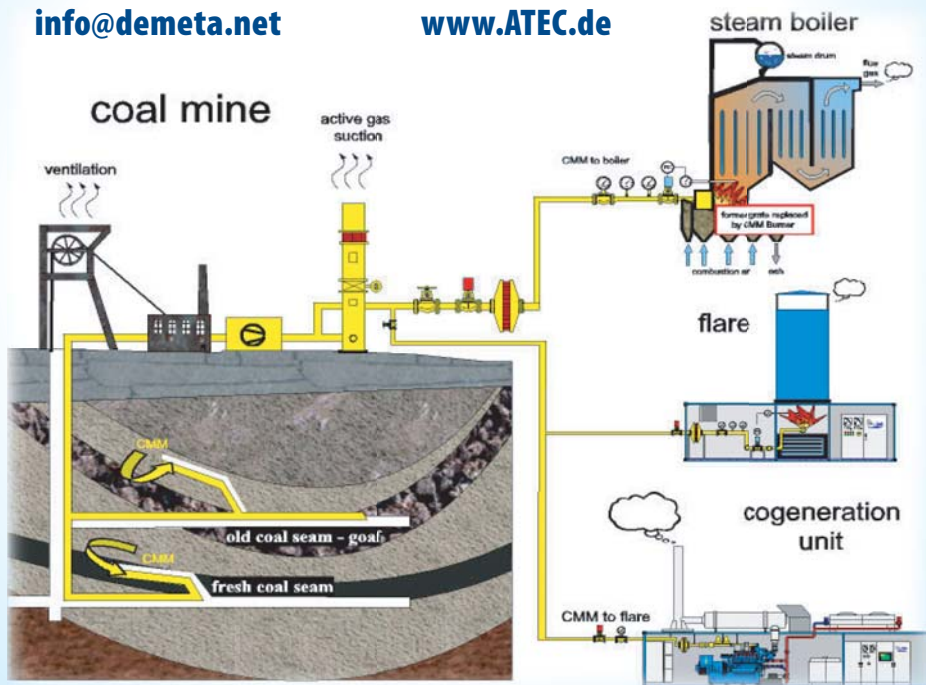 info@demeta.net
www.ATEC.de
steam boiler
steam drum
flue
gas
coal mine
active gas
suction
ventilation
CMM to boiler
former grate replaced
by CMM Burner
combustion air
ash
flare
CMM
old coal seam - goaf
CMM
fresh coal seam
cogeneration
unit
CMM to flare